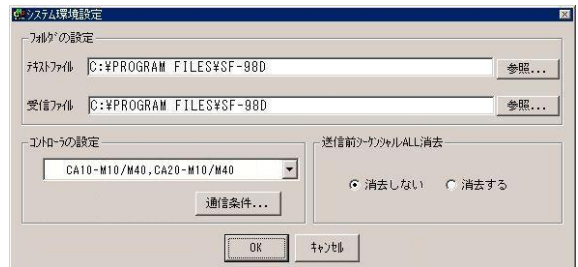 システム環境設定
フォルダの設定
テキストファイル C:¥PROGRAM FILES¥SF-98D 参照...
受信ファイル C:¥PROGRAM FILES¥SF-98D 参照...
コントローラの設定
CA10-M10/M40,CA20-M10/M40
通信条件...
送信前シーケンシャルALL消去
消去しない 消去する
OK キャンセル